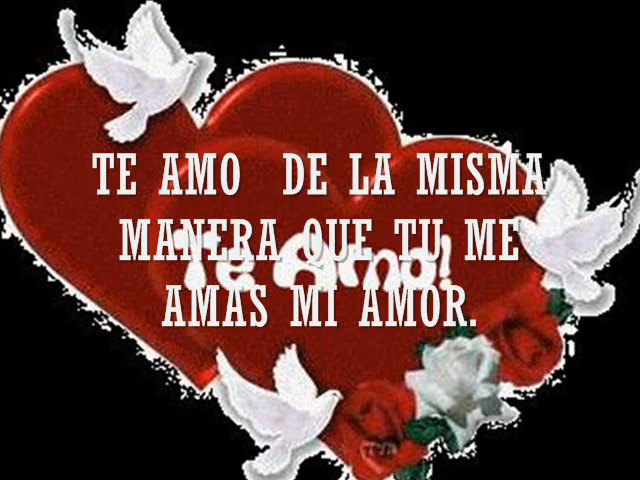 TE AMO DE LA MISMA
MANERA QUE TU ME
Te Amo!
AMAS MI AMOR.